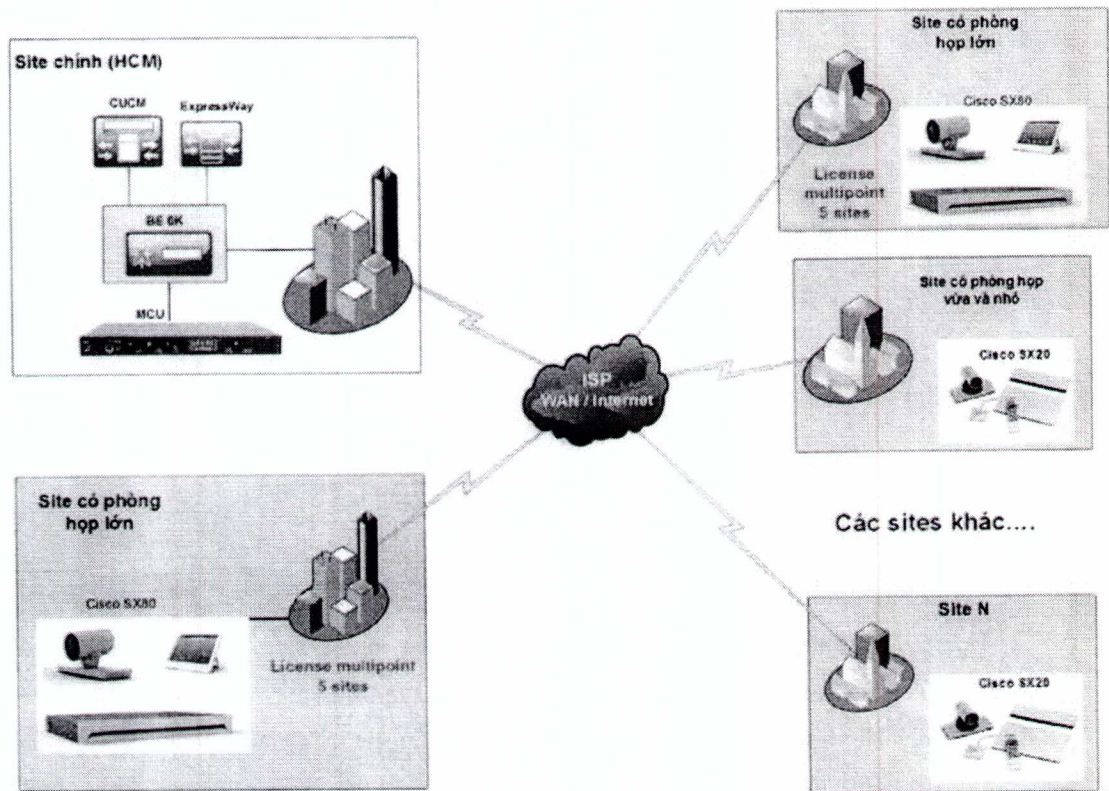 Site chính (HCM)
CUCM
ExpressWay
BE 6K
MCU
Site có phòng
họp lớn
Cisco SX80
License
multipoint
5 sites
ISP
WAN / Internet
Site có phòng họp
vừa và nhỏ
Cisco SX20
Site có phòng
họp lớn
Cisco SX80
License multipoint
5 sites
Các sites khác....
Site N
Cisco SX20